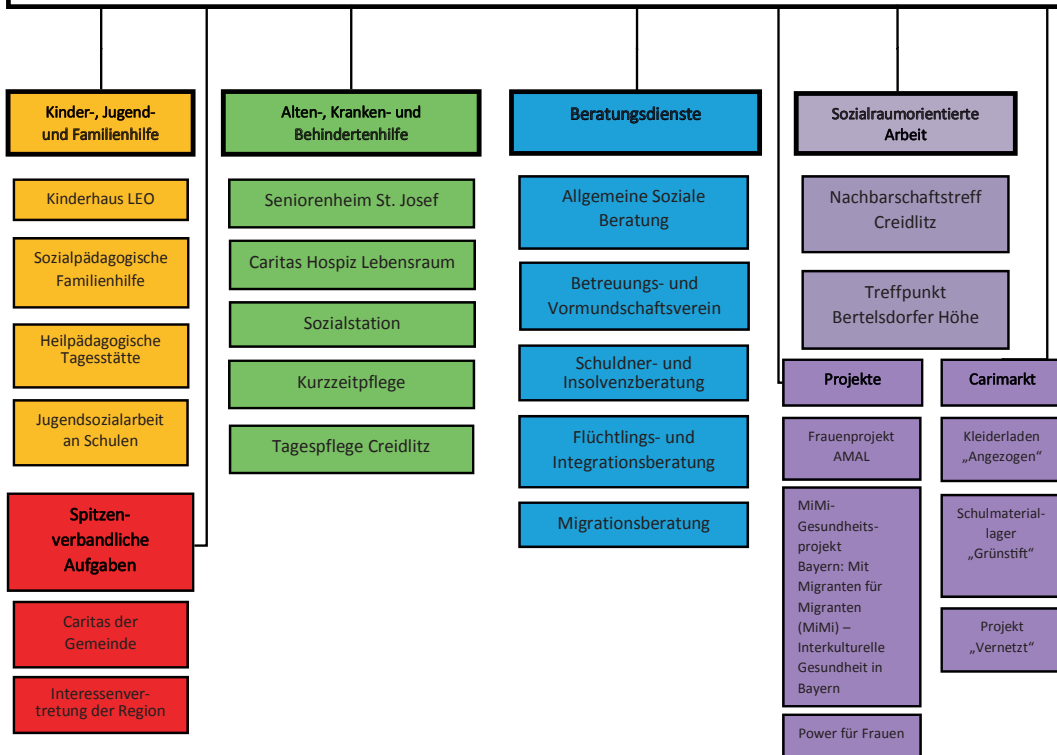 Kinder-, Jugend-
und Familienhilfe
Kinderhaus LEO
Sozialpädagogische
Familienhilfe
Heilpädagogische
Tagesstätte
Jugendsozialarbeit
an Schulen
Spitzen-
verbandliche
Aufgaben
Caritas der
Gemeinde
Interessenver-
tretung der Region
Alten-, Kranken- und
Behindertenhilfe
Seniorenheim St. Josef
Caritas Hospiz Lebensraum
Sozialstation
Kurzzeitpflege
Tagespflege Creidlitz
Beratungsdienste
Allgemeine Soziale
Beratung
Betreuungs- und
Vormundschaftsverein
Schuldner- und
Insolvenzberatung
Flüchtlings- und
Integrationsberatung
Migrationsberatung
Sozialraumorientierte
Arbeit
Nachbarschaftstreff
Creidlitz
Treffpunkt
Bertelsdorfer Höhe
Projekte
Frauenprojekt
AMAL
MiMi-
Gesundheits-
projekt
Bayern: Mit
Migranten für
Migranten
(MiMi) –
Interkulturelle
Gesundheit in
Bayern
Power für Frauen
Carimarkt
Kleiderladen
„Angezogen“
Schulmaterial-
lager
„Grünstift“
Projekt
„Vernetzt“